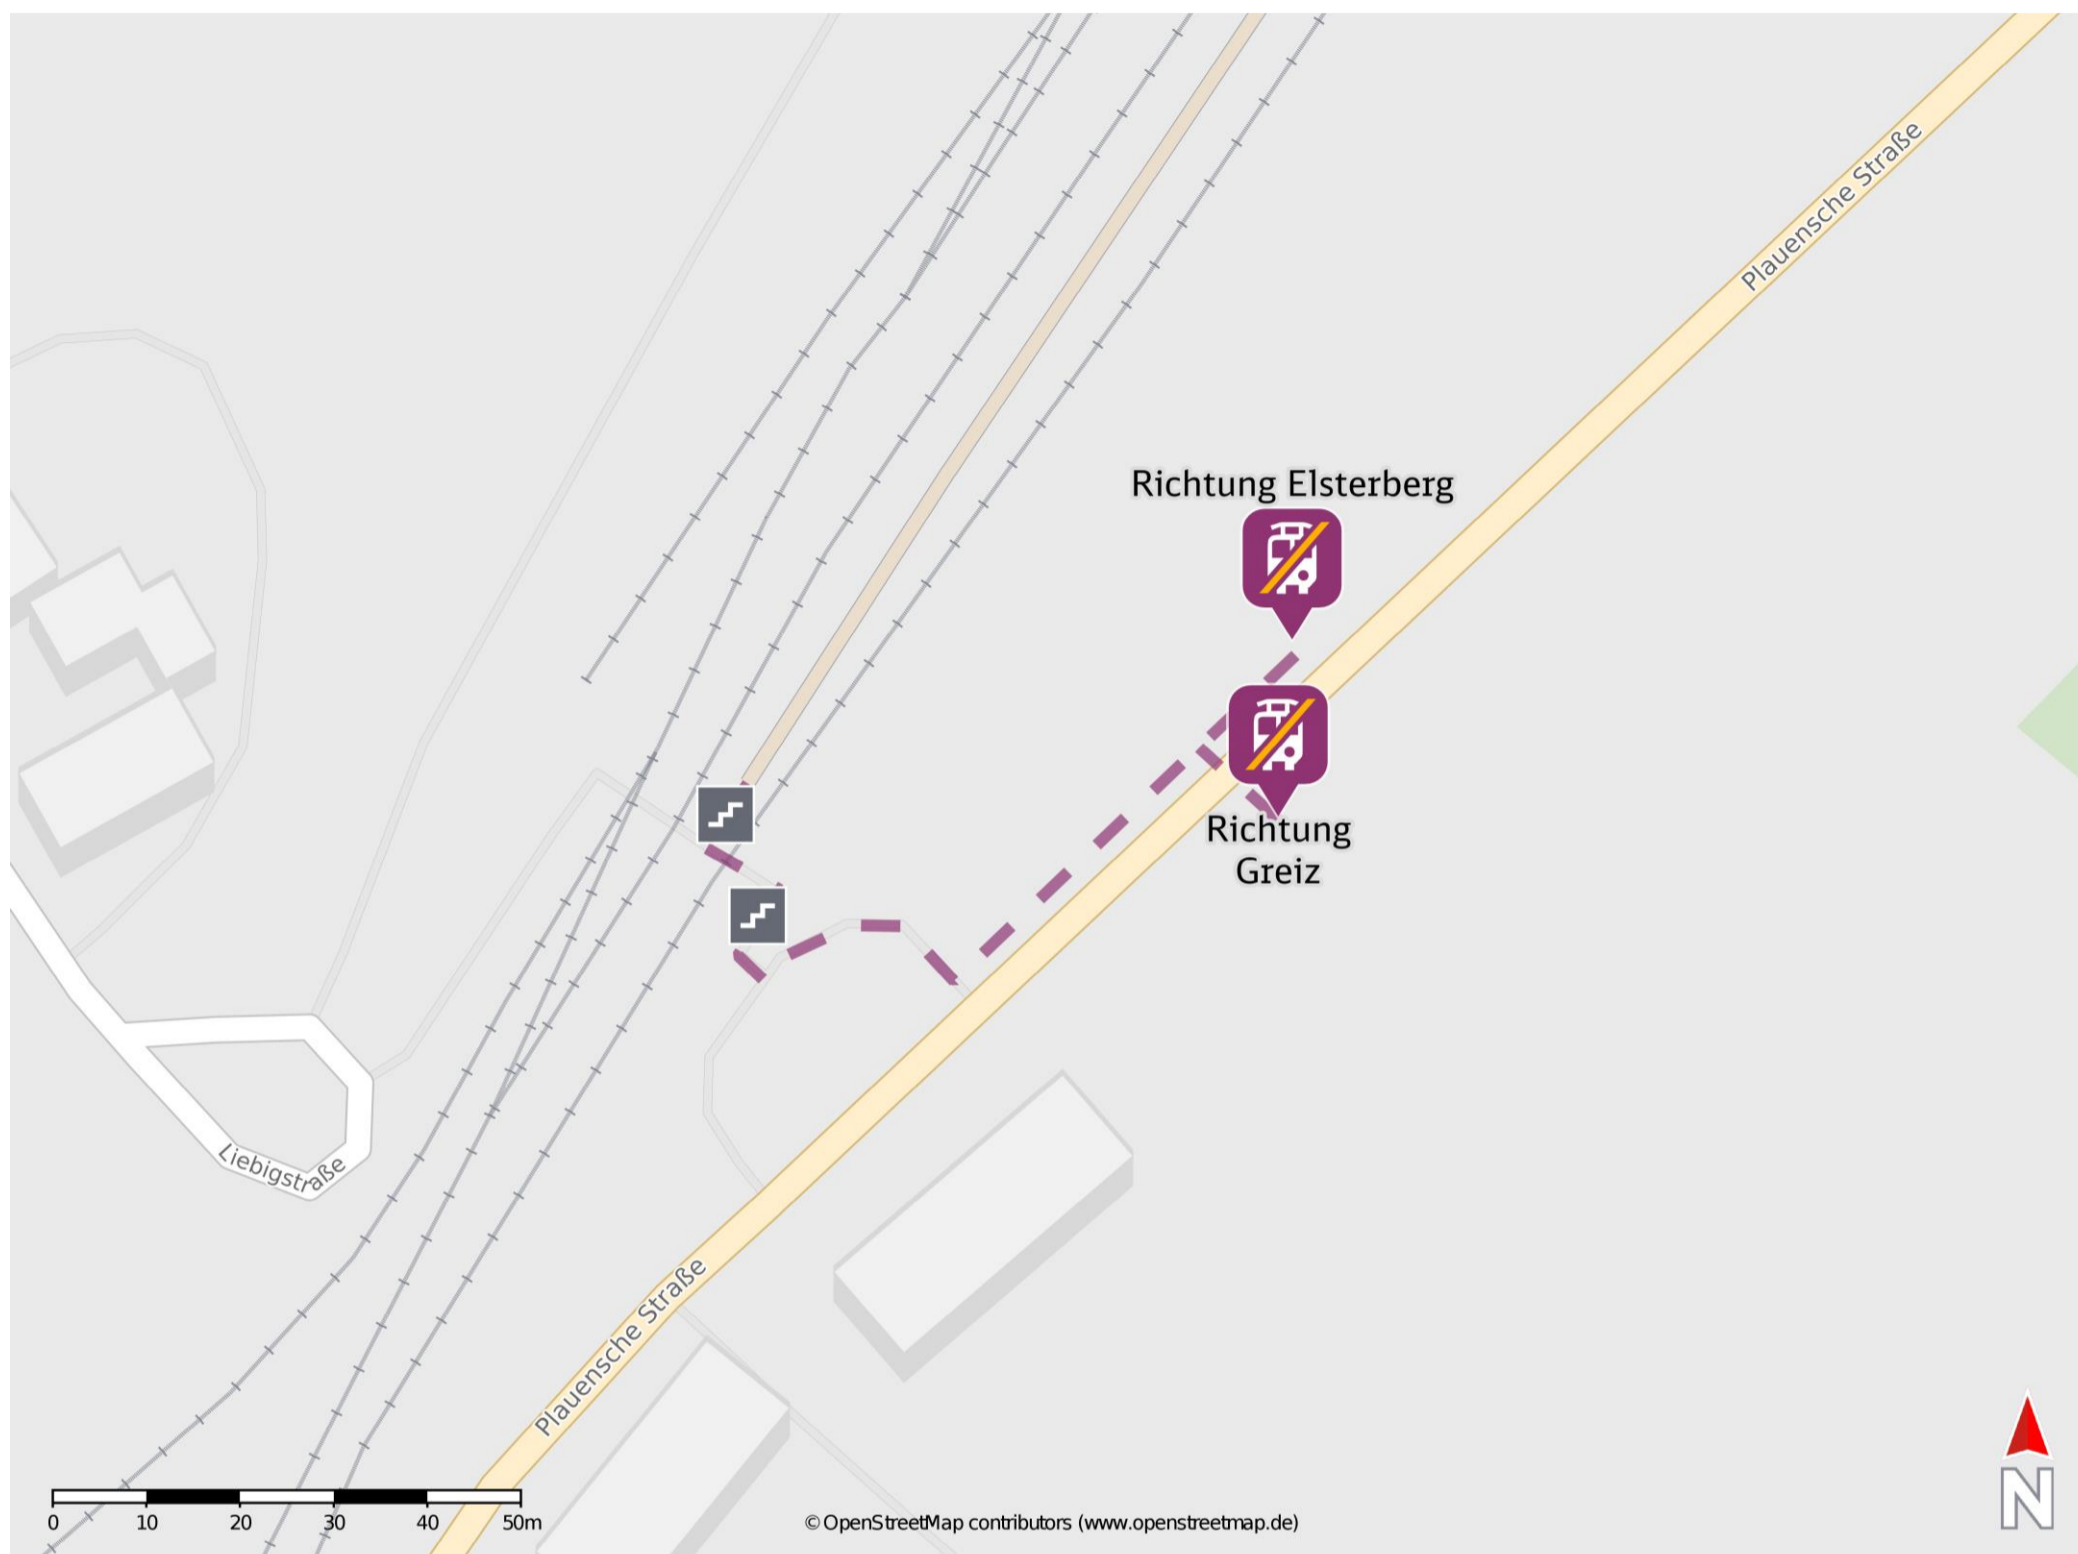 Plauensche Straße
Richtung Elsterberg
Richtung
Greiz
Liebigstraße
Plauensche Straße
0 10 20 30 40 50m
© OpenStreetMap contributors (www.openstreetmap.de)
N